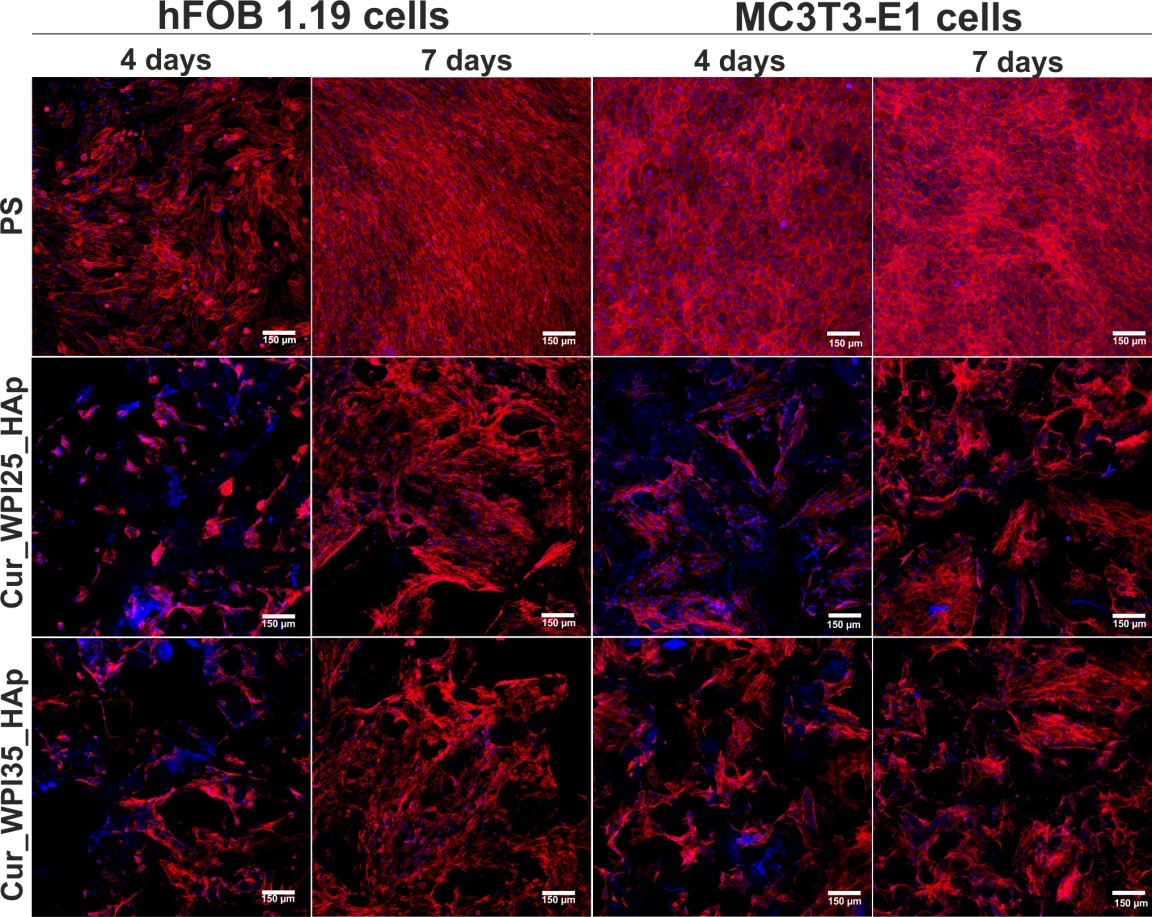 hFOB 1.19 cells
MC3T3-E1 cells
4 days
7 days
4 days
7 days
PS
150 µm
150 µm
150 µm
150 µm
Cur_WPI25_HAp
150 µm
150 µm
150 µm
150 µm
Cur_WPI35_HAp
150 µm
150 µm
150 µm
150 µm